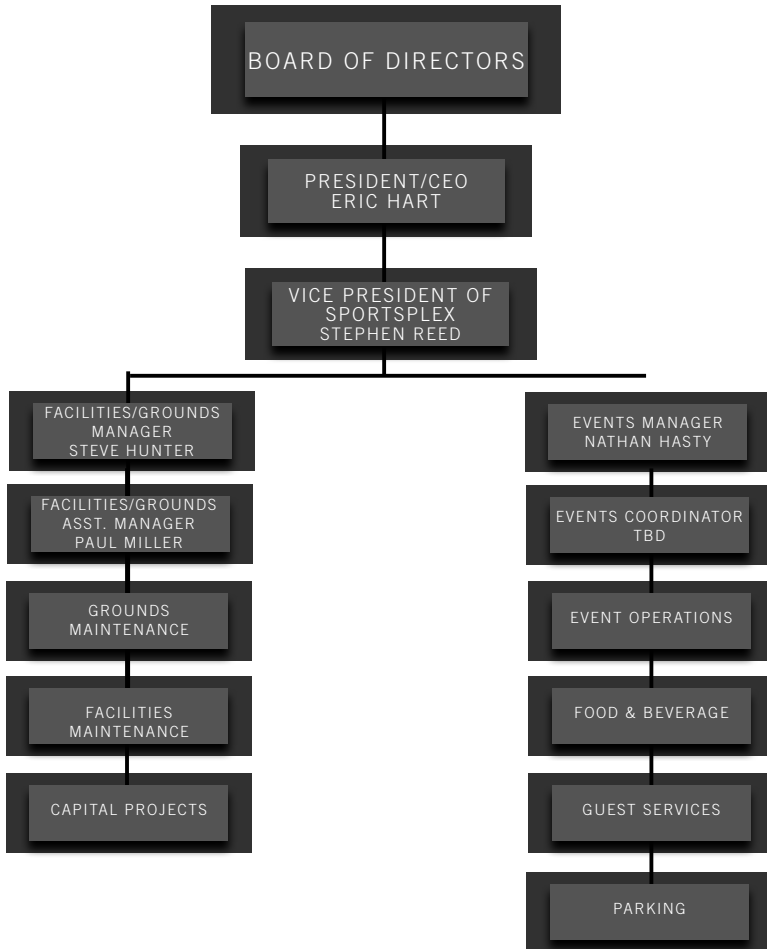 BOARD OF DIRECTORS
PRESIDENT/CEO
ERIC HART
VICE PRESIDENT OF
SPORTSPLEX
STEPHEN REED
FACILITIES/GROUNDS
MANAGER
STEVE HUNTER
FACILITIES/GROUNDS
ASST. MANAGER
PAUL MILLER
GROUNDS
MAINTENANCE
FACILITIES
MAINTENANCE
CAPITAL PROJECTS
EVENTS MANAGER
NATHAN HASTY
EVENTS COORDINATOR
TBD
EVENT OPERATIONS
FOOD & BEVERAGE
GUEST SERVICES
PARKING